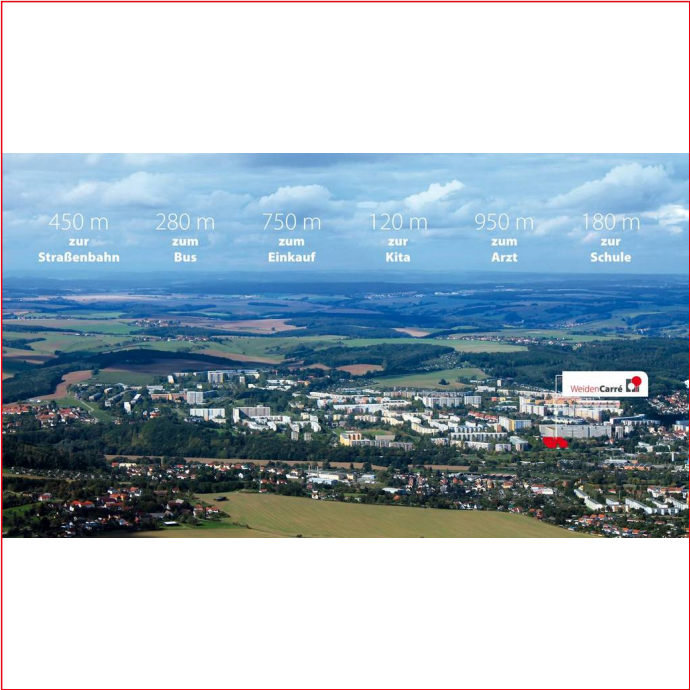 450 m
zur
Straßenbahn
280 m
zum
Bus
750 m
zum
Einkauf
120 m
zur
Kita
950 m
zum
Arzt
180 m
zur
Schule
WeidenCarré